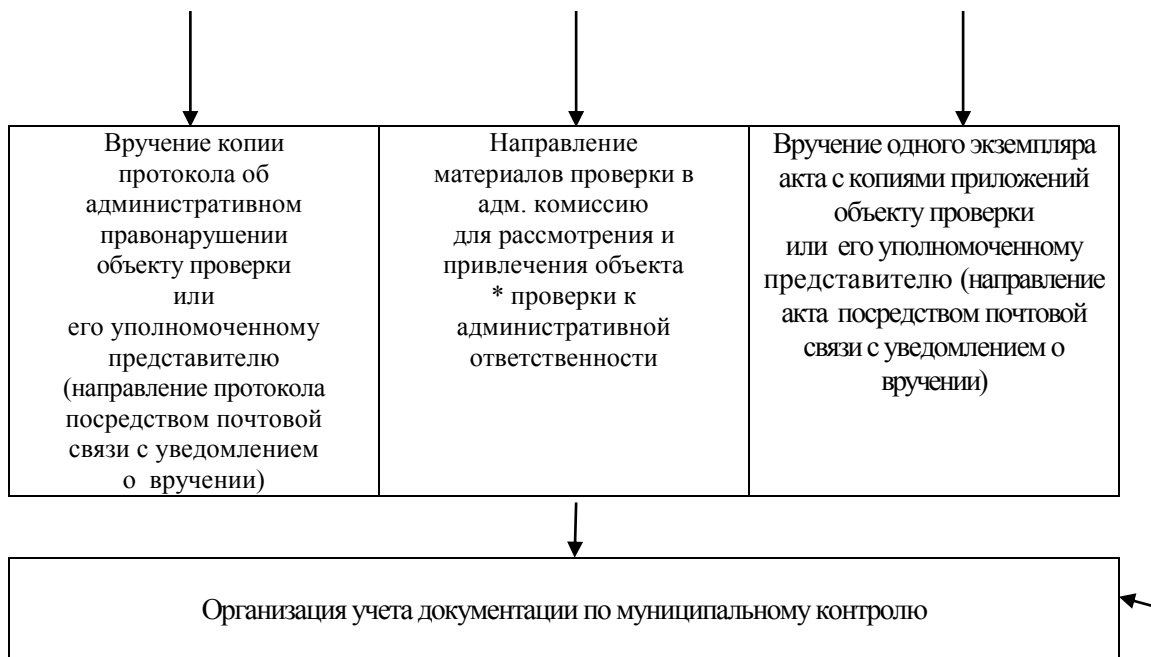 Вручение копии
протокола об
административном
правонарушении
объекту проверки
или
его уполномоченному
представителю
(направление протокола
посредством почтовой
связи с уведомлением
о вручении)
Направление
материалов проверки в
адм. комиссию
для рассмотрения и
привлечения объекта
* проверки к
административной
ответственности
Вручение одного экземпляра
акта с копиями приложений
объекту проверки
или его уполномоченному
представителю (направление
акта посредством почтовой
связи с уведомлением о
вручении)
Организация учета документации по муниципальному контролю